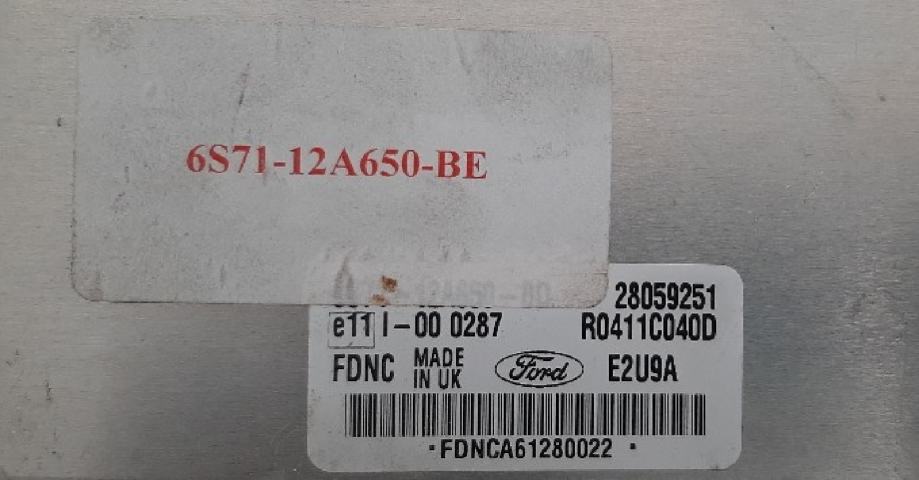 6S71-12A650-BE
28059251
e11 I-00 0287 R0411C040D
FDNC MADE IN UK Ford E2U9A
·FDNCA61280022 ·